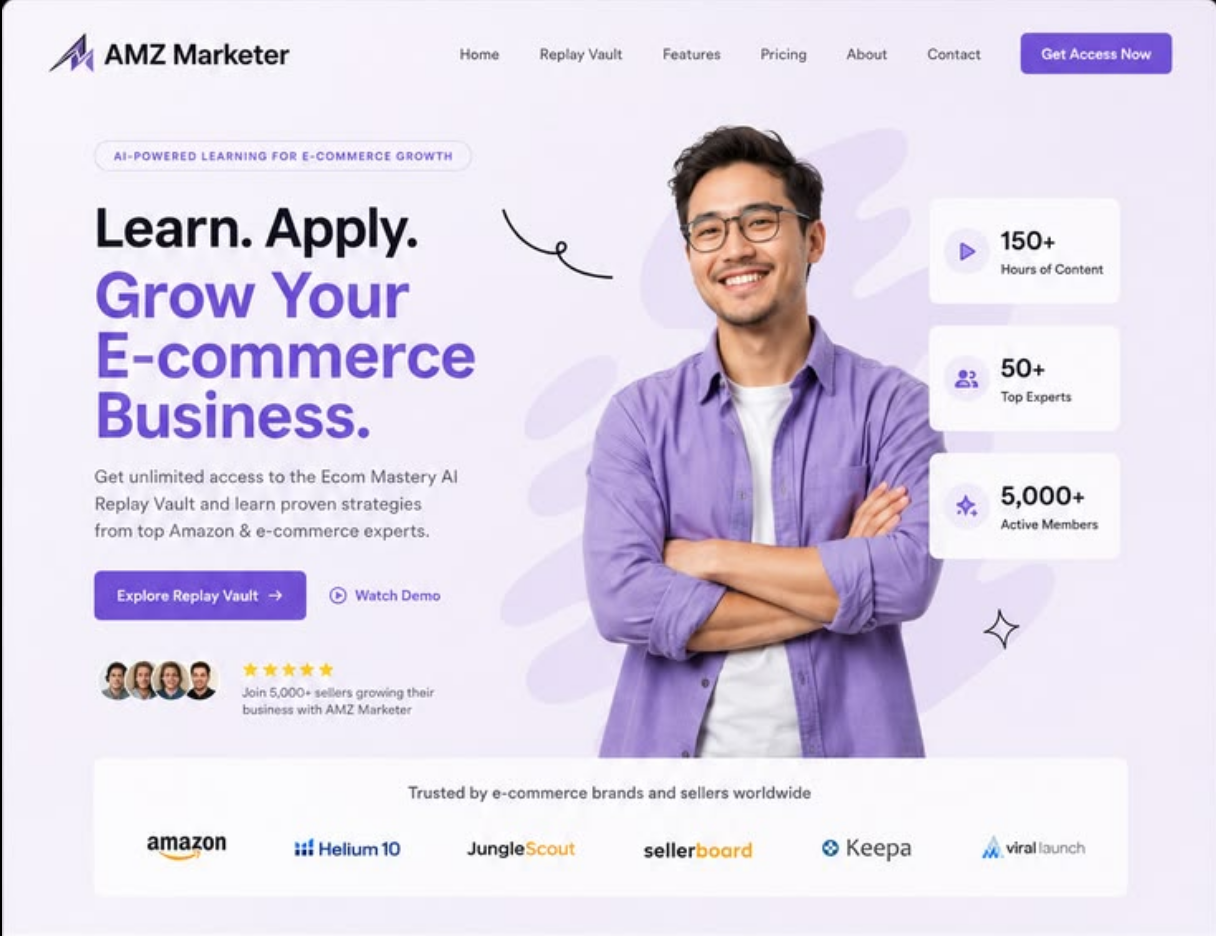 AMZ Marketer
Home
Replay Vault
Features
Pricing
About
Contact
Get Access Now
AI-POWERED LEARNING FOR E-COMMERCE GROWTH
Learn. Apply.
Grow Your
E-commerce
Business.
Get unlimited access to the Ecom Mastery AI
Replay Vault and learn proven strategies
from top Amazon & e-commerce experts.
Explore Replay Vault →
Watch Demo
Join 5,000+ sellers growing their
business with AMZ Marketer
150+
Hours of Content
50+
Top Experts
5,000+
Active Members
Trusted by e-commerce brands and sellers worldwide
amazon
Helium 10
JungleScout
sellerboard
Keepa
viral launch